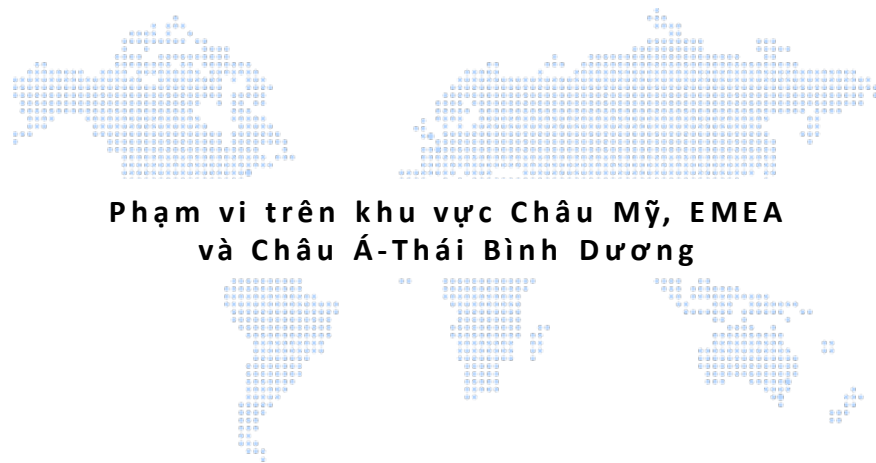 Phạm vi trên khu vực Châu Mỹ, EMEA
và Châu Á-Thái Bình Dương